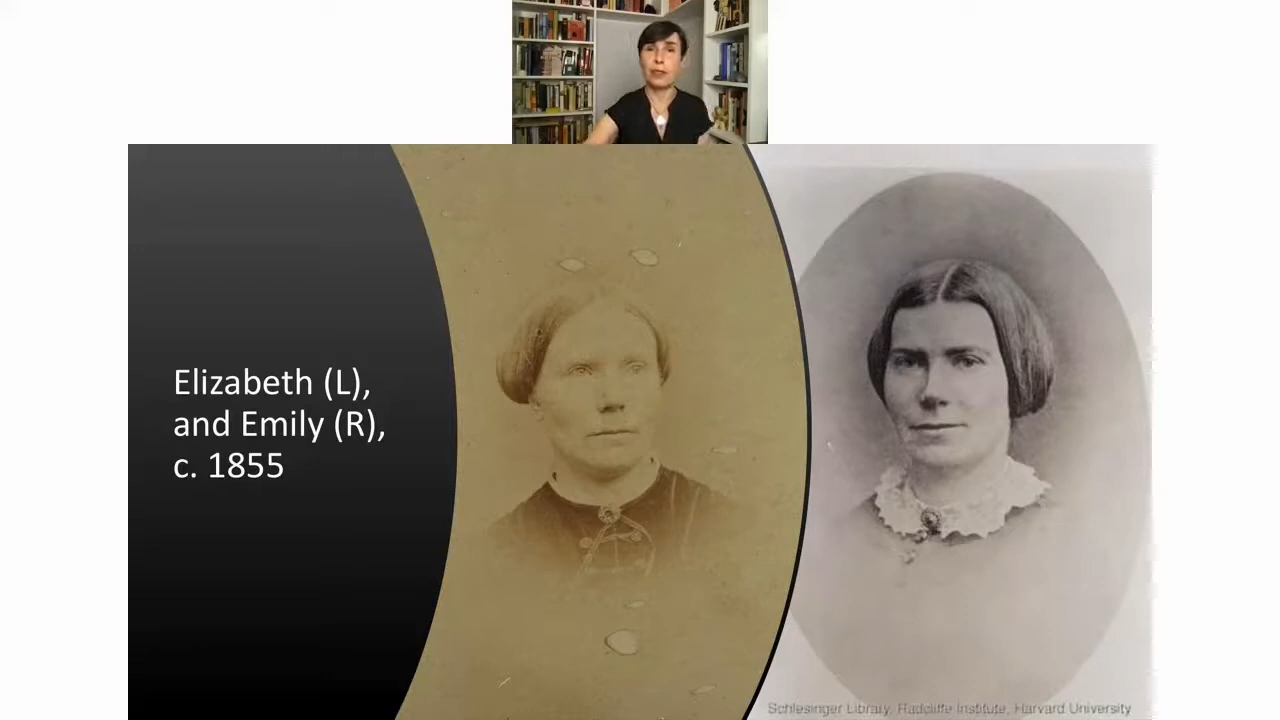 Elizabeth (L),
and Emily (R),
c. 1855
Schlesinger Library, Radcliffe Institute, Harvard University